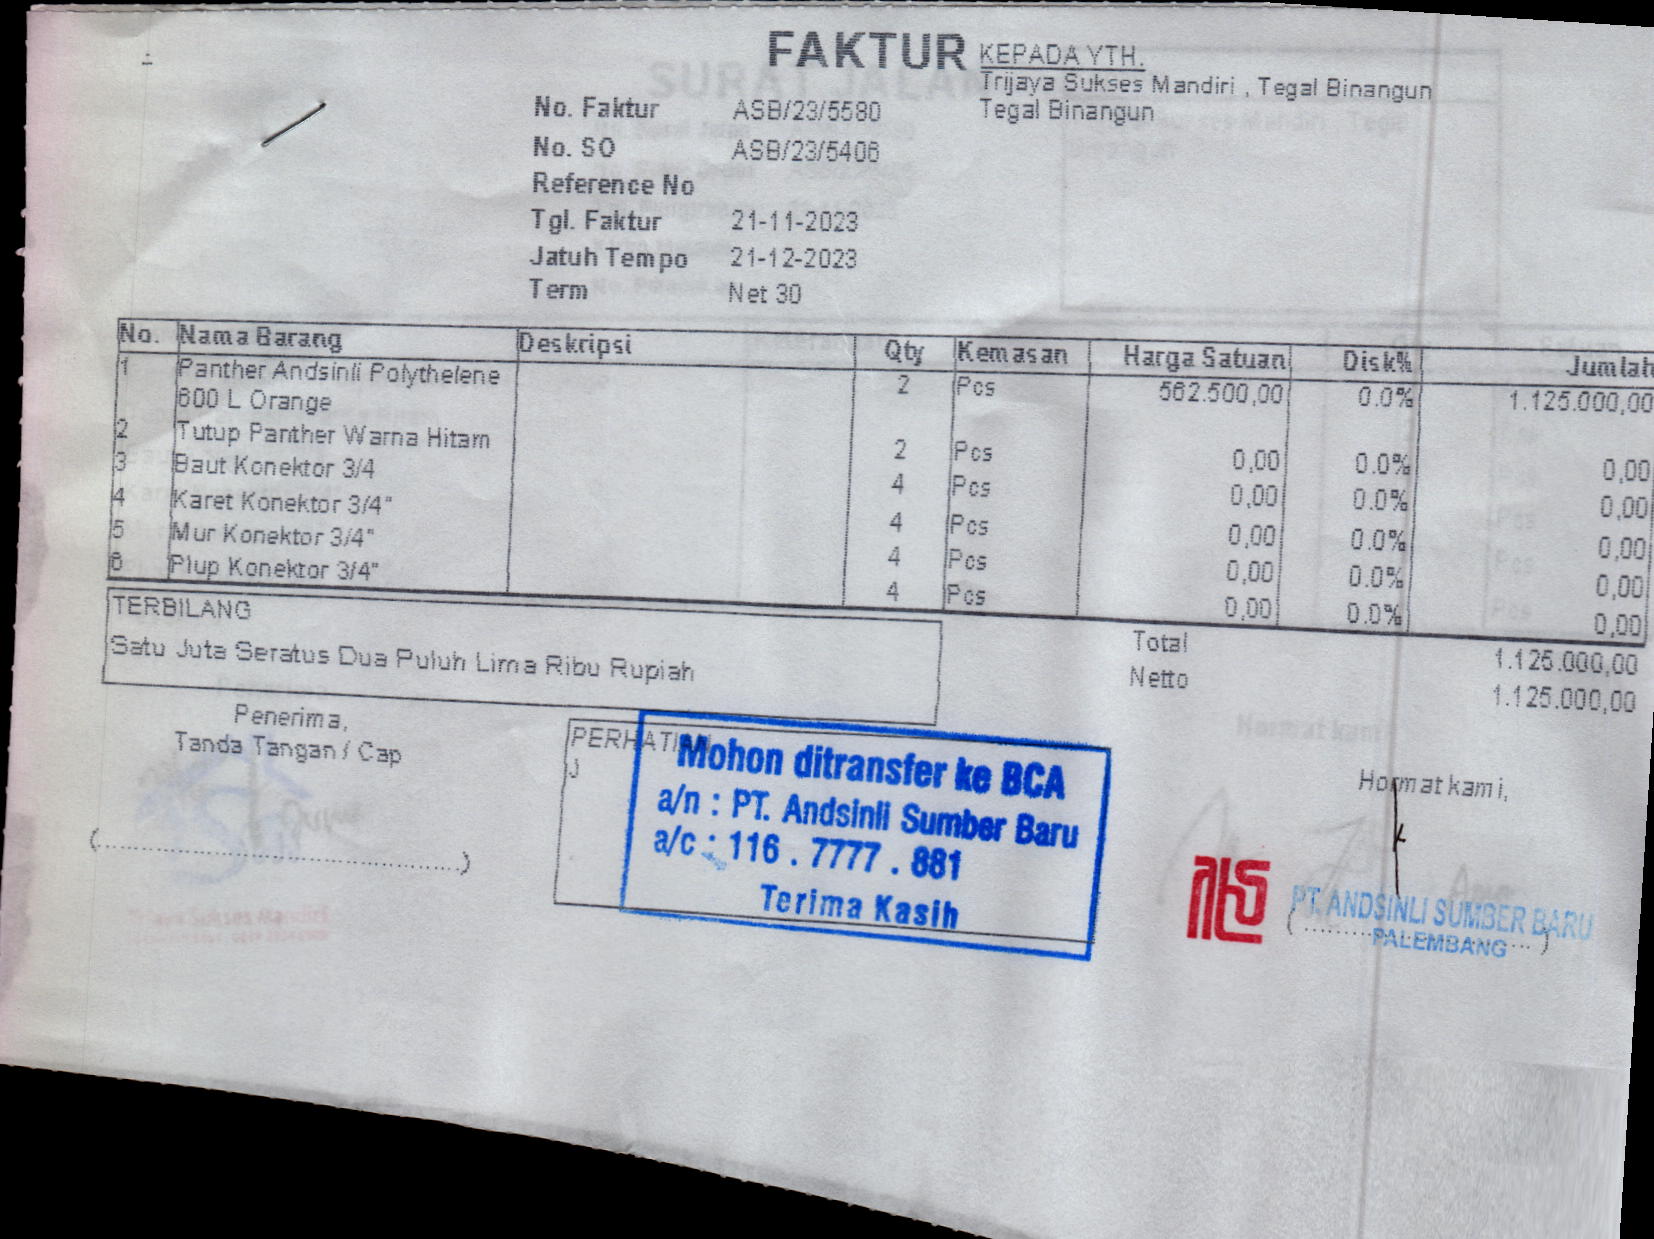 FAKTUR
KEPADA YTH.
Trijaya Sukses Mandiri , Tegal Binangun
Tegal Binangun
No. Faktur ASB/23/5580
No. SO ASB/23/5406
Reference No
Tgl. Faktur 21-11-2023
Jatuh Tempo 21-12-2023
Term Net 30
No. Nama Barang Deskripsi Qty Kemasan Harga Satuan Disk% Jumlah
1 Panther Andsinli Polythelene 2 Pcs 562.500,00 0.0% 1.125.000,00
600 L Orange
2 Tutup Panther Warna Hitam 2 Pcs 0,00 0.0% 0,00
3 Baut Konektor 3/4 4 Pcs 0,00 0.0% 0,00
4 Karet Konektor 3/4" 4 Pcs 0,00 0.0% 0,00
5 Mur Konektor 3/4" 4 Pcs 0,00 0.0% 0,00
6 Plup Konektor 3/4" 4 Pcs 0,00 0.0% 0,00
TERBILANG
Satu Juta Seratus Dua Puluh Lima Ribu Rupiah
Total 1.125.000,00
Netto 1.125.000,00
Penerima,
Tanda Tangan / Cap
PERHATIAN
Mohon ditransfer ke BCA
a/n : PT. Andsinli Sumber Baru
a/c : 116 . 7777 . 881
Terima Kasih
Hormat kami,
PT. ANDSINLI SUMBER BARU
PALEMBANG